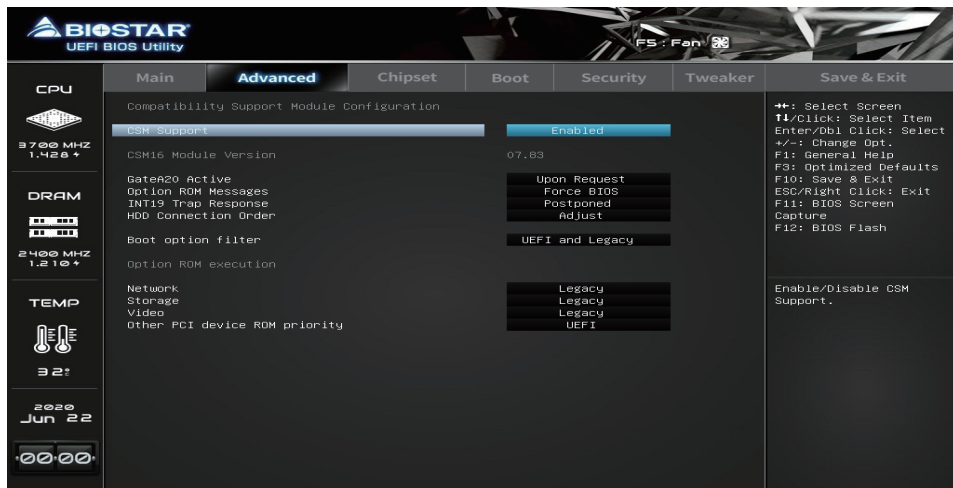 BIOSTAR
UEFI BIOS Utility
F5 : Fan
Main Advanced Chipset Boot Security Tweaker Save & Exit
CPU
3700 MHZ
1.428
DRAM
2400 MHZ
1.210
TEMP
32
2020
Jun 22
00:00
Compatibility Support Module Configuration
CSM Support Enabled
CSM16 Module Version 07.83
GateA20 Active Upon Request
Option ROM Messages Force BIOS
INT19 Trap Response Postponed
HDD Connection Order Adjust
Boot option filter UEFI and Legacy
Option ROM execution
Network Legacy
Storage Legacy
Video Legacy
Other PCI device ROM priority UEFI
→←: Select Screen
↑↓/Click: Select Item
Enter/Dbl Click: Select
+/-: Change Opt.
F1: General Help
F3: Optimized Defaults
F10: Save & Exit
ESC/Right Click: Exit
F11: BIOS Screen
Capture
F12: BIOS Flash
Enable/Disable CSM
Support.